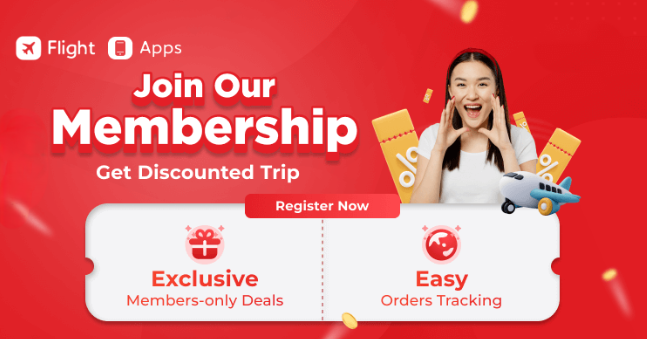 Flight Apps
Join Our
Membership
Get Discounted Trip
Register Now
Exclusive
Members-only Deals
Easy
Orders Tracking
%
%